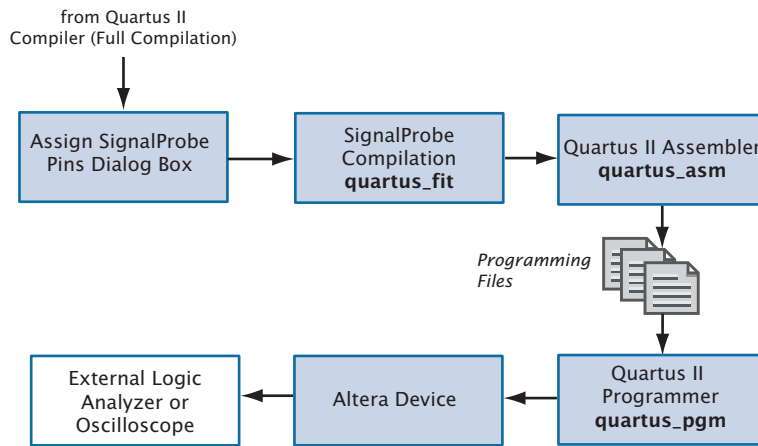 from Quartus II
Compiler (Full Compilation)
Assign SignalProbe
Pins Dialog Box
SignalProbe
Compilation
quartus_fit
Quartus II Assembler
quartus_asm
Programming
Files
External Logic
Analyzer or
Oscilloscope
Altera Device
Quartus II
Programmer
quartus_pgm